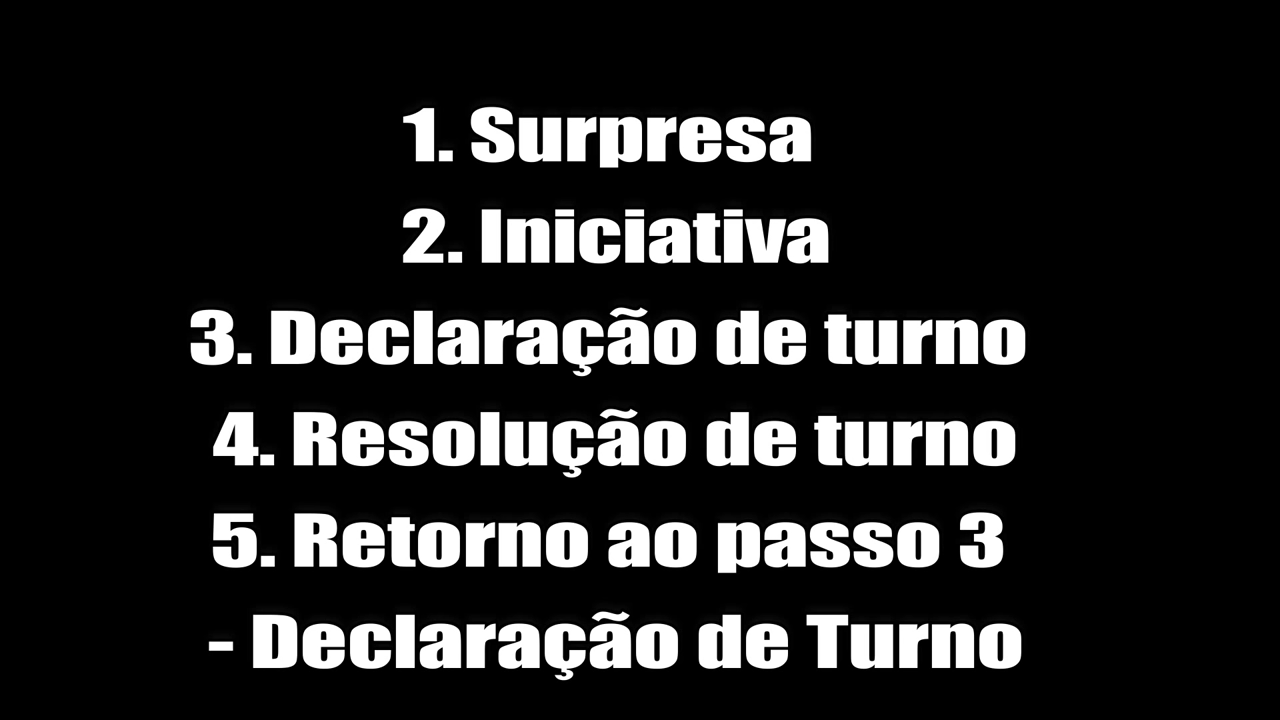 1. Surpresa
2. Iniciativa
3. Declaração de turno
4. Resolução de turno
5. Retorno ao passo 3
- Declaração de Turno